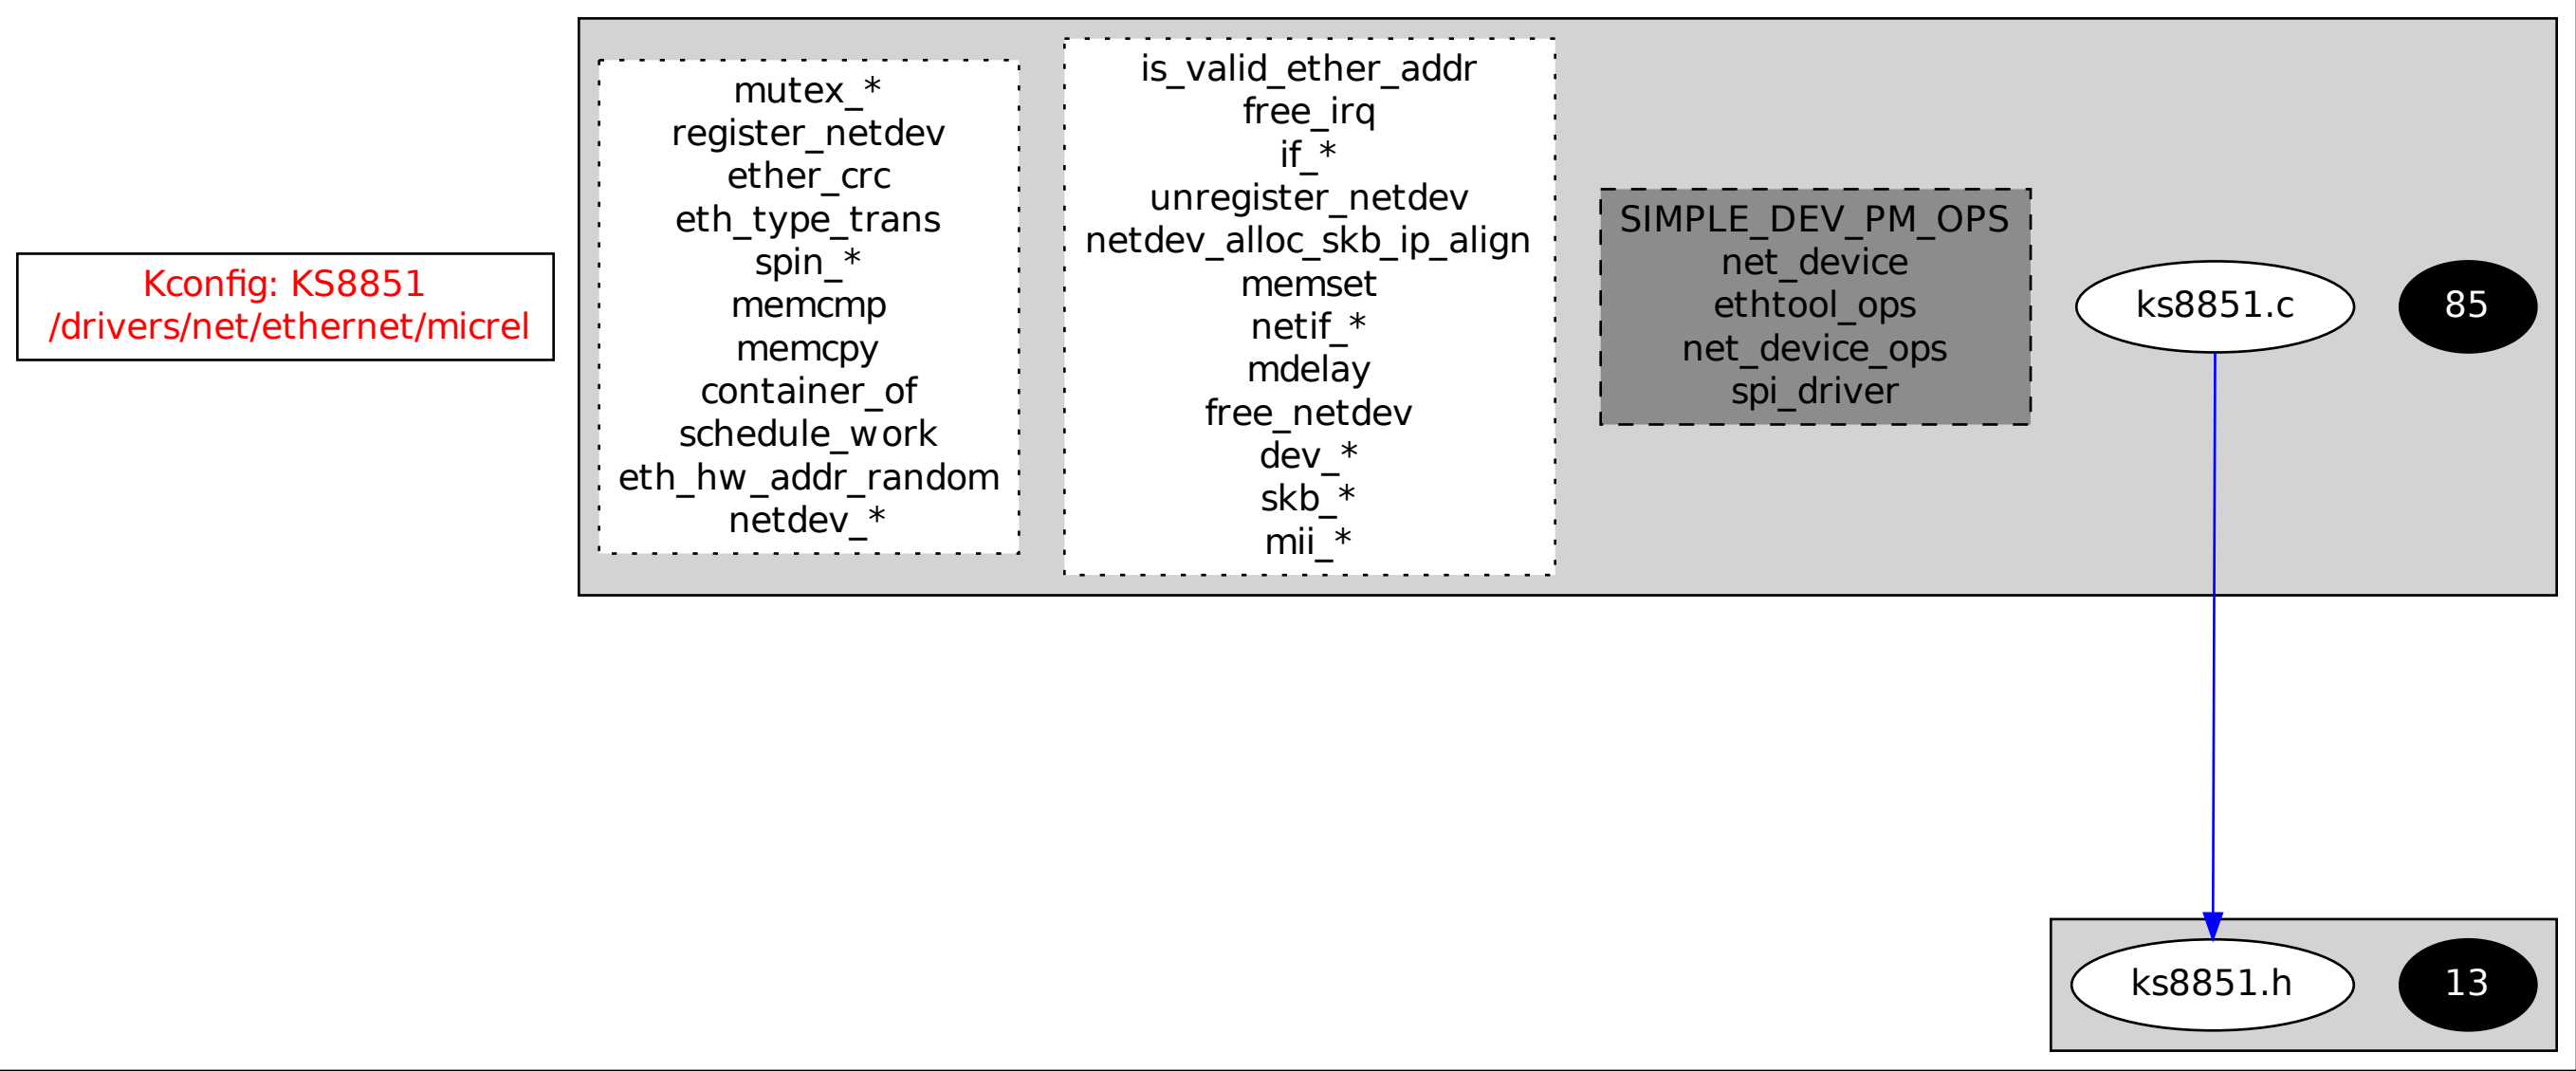 Kconfig: KS8851
/drivers/net/ethernet/micrel
mutex_*
register_netdev
ether_crc
eth_type_trans
spin_*
memcmp
memcpy
container_of
schedule_work
eth_hw_addr_random
netdev_*
is_valid_ether_addr
free_irq
if_*
unregister_netdev
netdev_alloc_skb_ip_align
memset
netif_*
mdelay
free_netdev
dev_*
skb_*
mii_*
SIMPLE_DEV_PM_OPS
net_device
ethtool_ops
net_device_ops
spi_driver
ks8851.c
85
ks8851.h
13